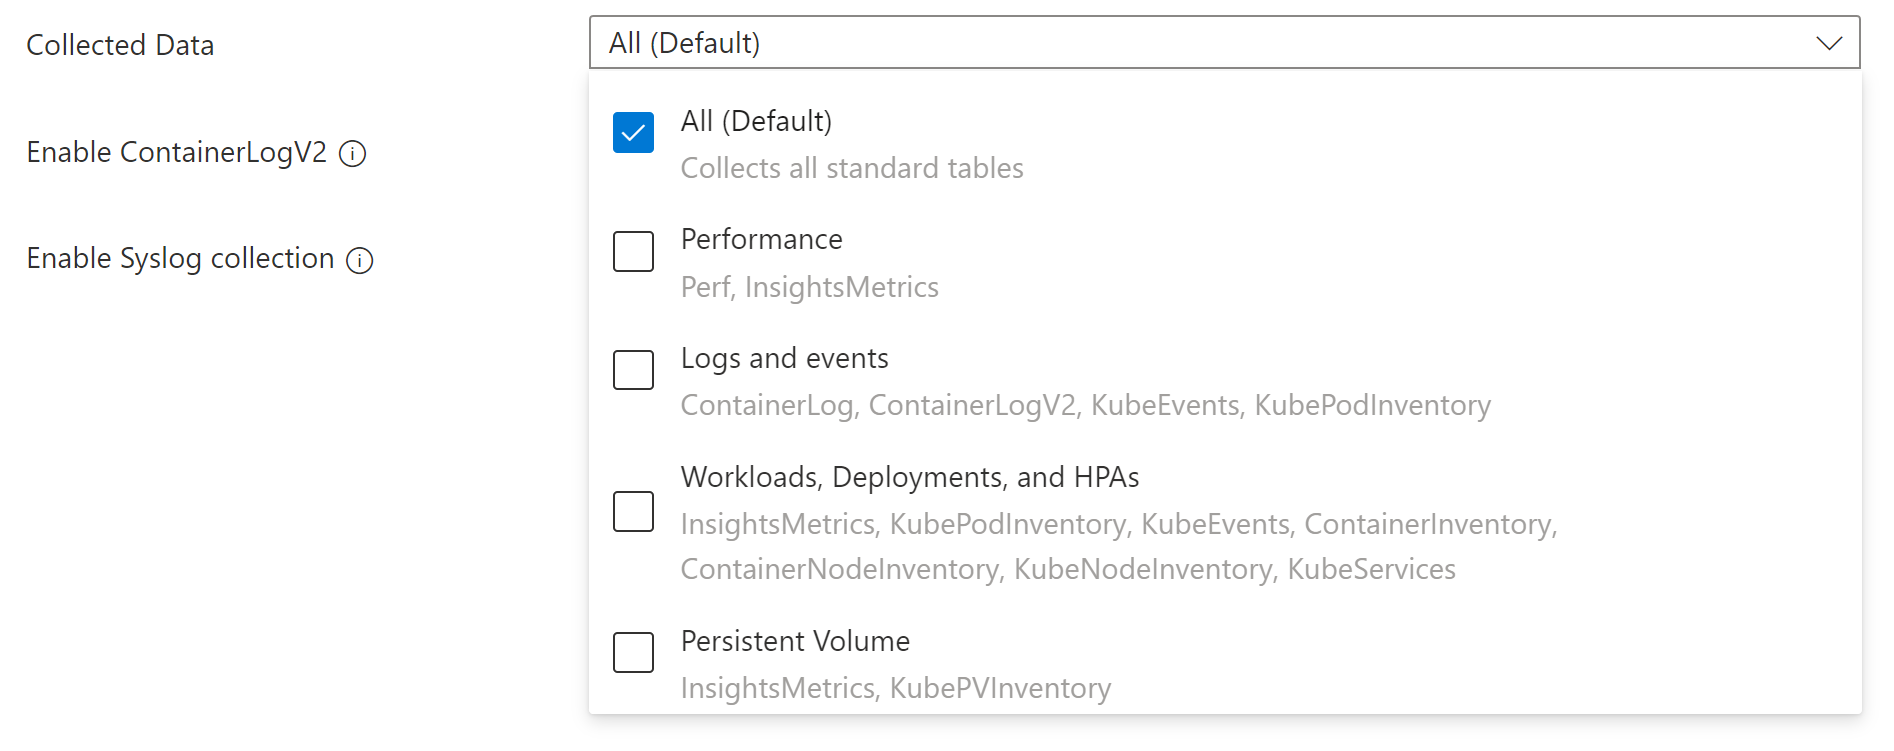 Collected Data
All (Default)
Enable ContainerLogV2
Enable Syslog collection
All (Default)
Collects all standard tables
Performance
Perf, InsightsMetrics
Logs and events
ContainerLog, ContainerLogV2, KubeEvents, KubePodInventory
Workloads, Deployments, and HPAs
InsightsMetrics, KubePodInventory, KubeEvents, ContainerInventory,
ContainerNodeInventory, KubeNodeInventory, KubeServices
Persistent Volume
InsightsMetrics, KubePVInventory